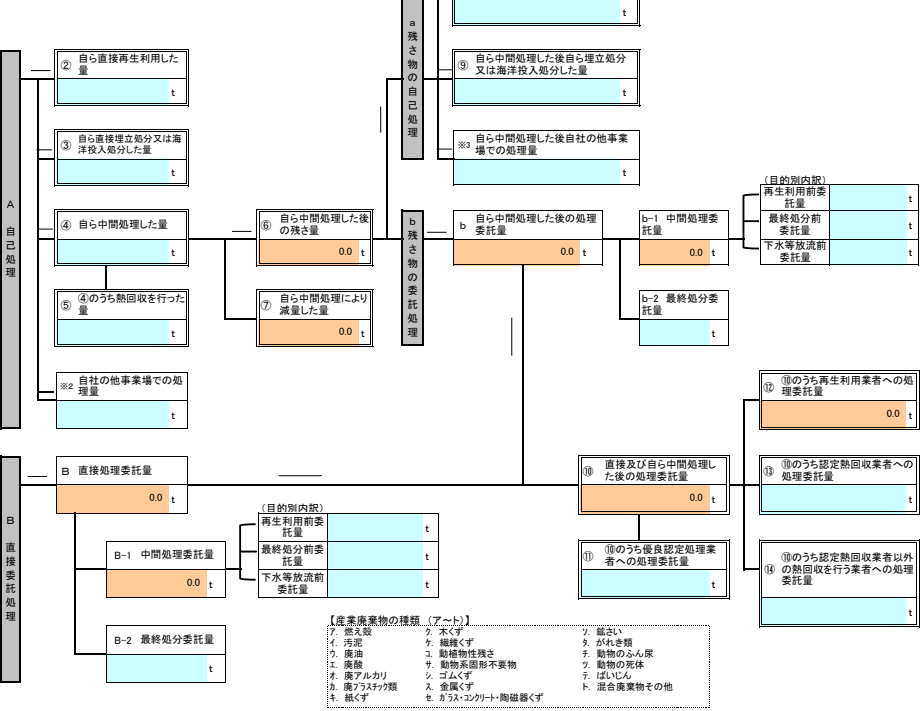 t
a 残さ物の自己処理
② 自ら直接再生利用した
量
t
⑨ 自ら中間処理した後自ら埋立処分
又は海洋投入処分した量
t
③ 自ら直接埋立処分又は海
洋投入処分した量
t
※3 自ら中間処理した後自社の他事業
場での処理量
t
A 自己処理
④ 自ら中間処理した量
t
⑥ 自ら中間処理した後
の残さ量
0.0 t
b 残さ物の委託処理
b 自ら中間処理した後の処理
委託量
0.0 t
b-1 中間処理委
託量
0.0 t
(目的別内訳)
再生利用前委
託量
t
最終処分前
委託量
t
下水等放流前
委託量
t
⑤ ④のうち熱回収を行った
量
t
⑦ 自ら中間処理により
減量した量
0.0 t
b-2 最終処分委
託量
t
※2 自社の他事業場での処
理量
t
⑫ ⑩のうち再生利用業者への処
理委託量
0.0 t
B 直接委託処理
B 直接処理委託量
0.0 t
⑩ 直接及び自ら中間処理し
た後の処理委託量
0.0 t
⑬ ⑩のうち認定熱回収業者への
処理委託量
t
(目的別内訳)
再生利用前委
託量
t
最終処分前委
託量
t
下水等放流前
委託量
t
B-1 中間処理委託量
0.0 t
⑪ ⑩のうち優良認定処理業
者への処理委託量
t
⑭ ⑩のうち認定熱回収業者以外
の熱回収を行う業者への処理
委託量
t
B-2 最終処分委託量
t
【産業廃棄物の種類 (ア~ト)】
ア. 燃え殻 ク. 木くず ソ. 鉱さい
イ. 汚泥 ケ. 繊維くず タ. がれき類
ウ. 廃油 コ. 動植物性残さ チ. 動物のふん尿
エ. 廃酸 サ. 動物系固形不要物 ツ. 動物の死体
オ. 廃アルカリ シ. ゴムくず テ. ばいじん
カ. 廃プラスチック類 ス. 金属くず ト. 混合廃棄物その他
キ. 紙くず セ. ガラス・コンクリート・陶磁器くず